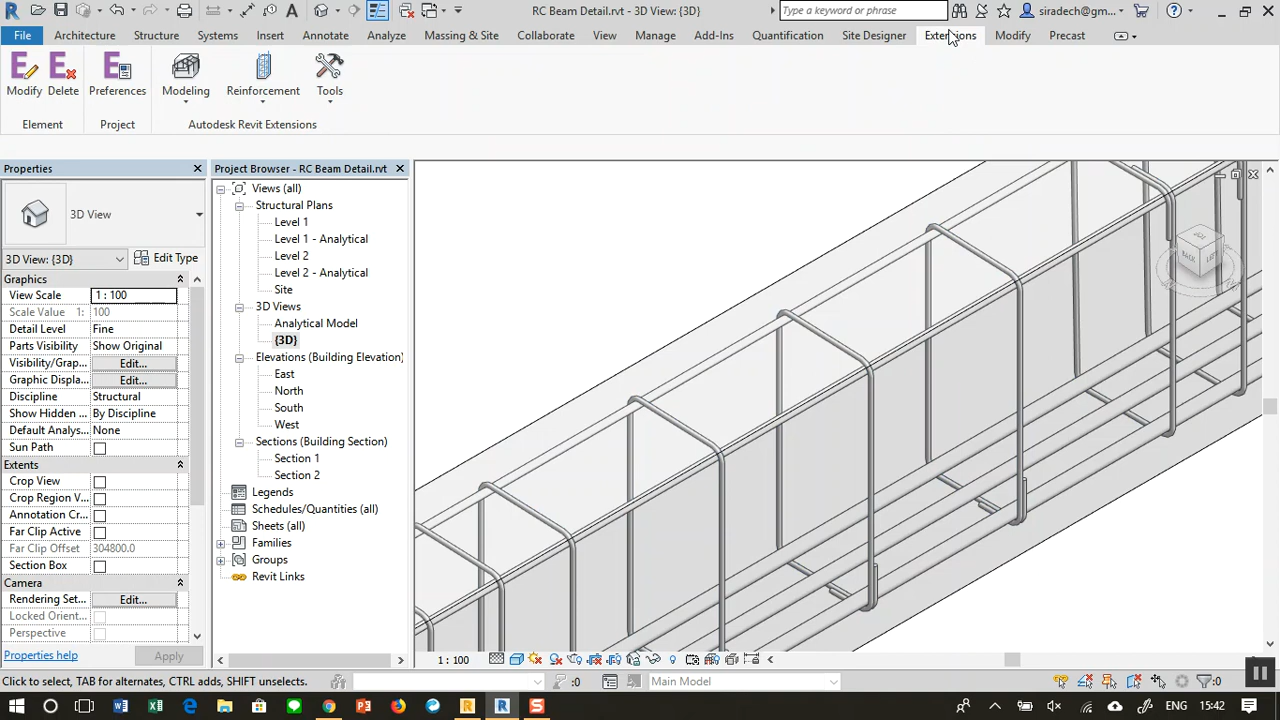 RC Beam Detail.rvt - 3D View: {3D}
Type a keyword or phrase
siradech@gm...
File Architecture Structure Systems Insert Annotate Analyze Massing & Site Collaborate View Manage Add-Ins Quantification Site Designer Extensions Modify Precast
Modify Delete Preferences Modeling Reinforcement Tools
Element Project Autodesk Revit Extensions
Properties
3D View
3D View: {3D} Edit Type
Graphics
View Scale 1 : 100
Scale Value 1: 100
Detail Level Fine
Parts Visibility Show Original
Visibility/Grap... Edit...
Graphic Displa... Edit...
Discipline Structural
Show Hidden ... By Discipline
Default Analys... None
Sun Path
Extents
Crop View
Crop Region V...
Annotation Cr...
Far Clip Active
Far Clip Offset 304800.0
Section Box
Camera
Rendering Set... Edit...
Locked Orient...
Perspective
Properties help Apply
Project Browser - RC Beam Detail.rvt
Views (all)
Structural Plans
Level 1
Level 1 - Analytical
Level 2
Level 2 - Analytical
Site
3D Views
Analytical Model
{3D}
Elevations (Building Elevation)
East
North
South
West
Sections (Building Section)
Section 1
Section 2
Legends
Schedules/Quantities (all)
Sheets (all)
Families
Groups
Revit Links
BACK
1 : 100
Click to select, TAB for alternates, CTRL adds, SHIFT unselects.
:0
Main Model
:0
ENG 15:42